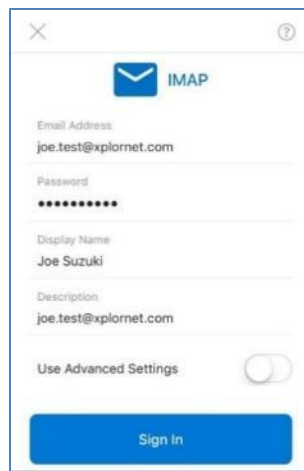 IMAP
Email Address
joe.test@xplornet.com
Password
••••••••••
Display Name
Joe Suzuki
Description
joe.test@xplornet.com
Use Advanced Settings
Sign In